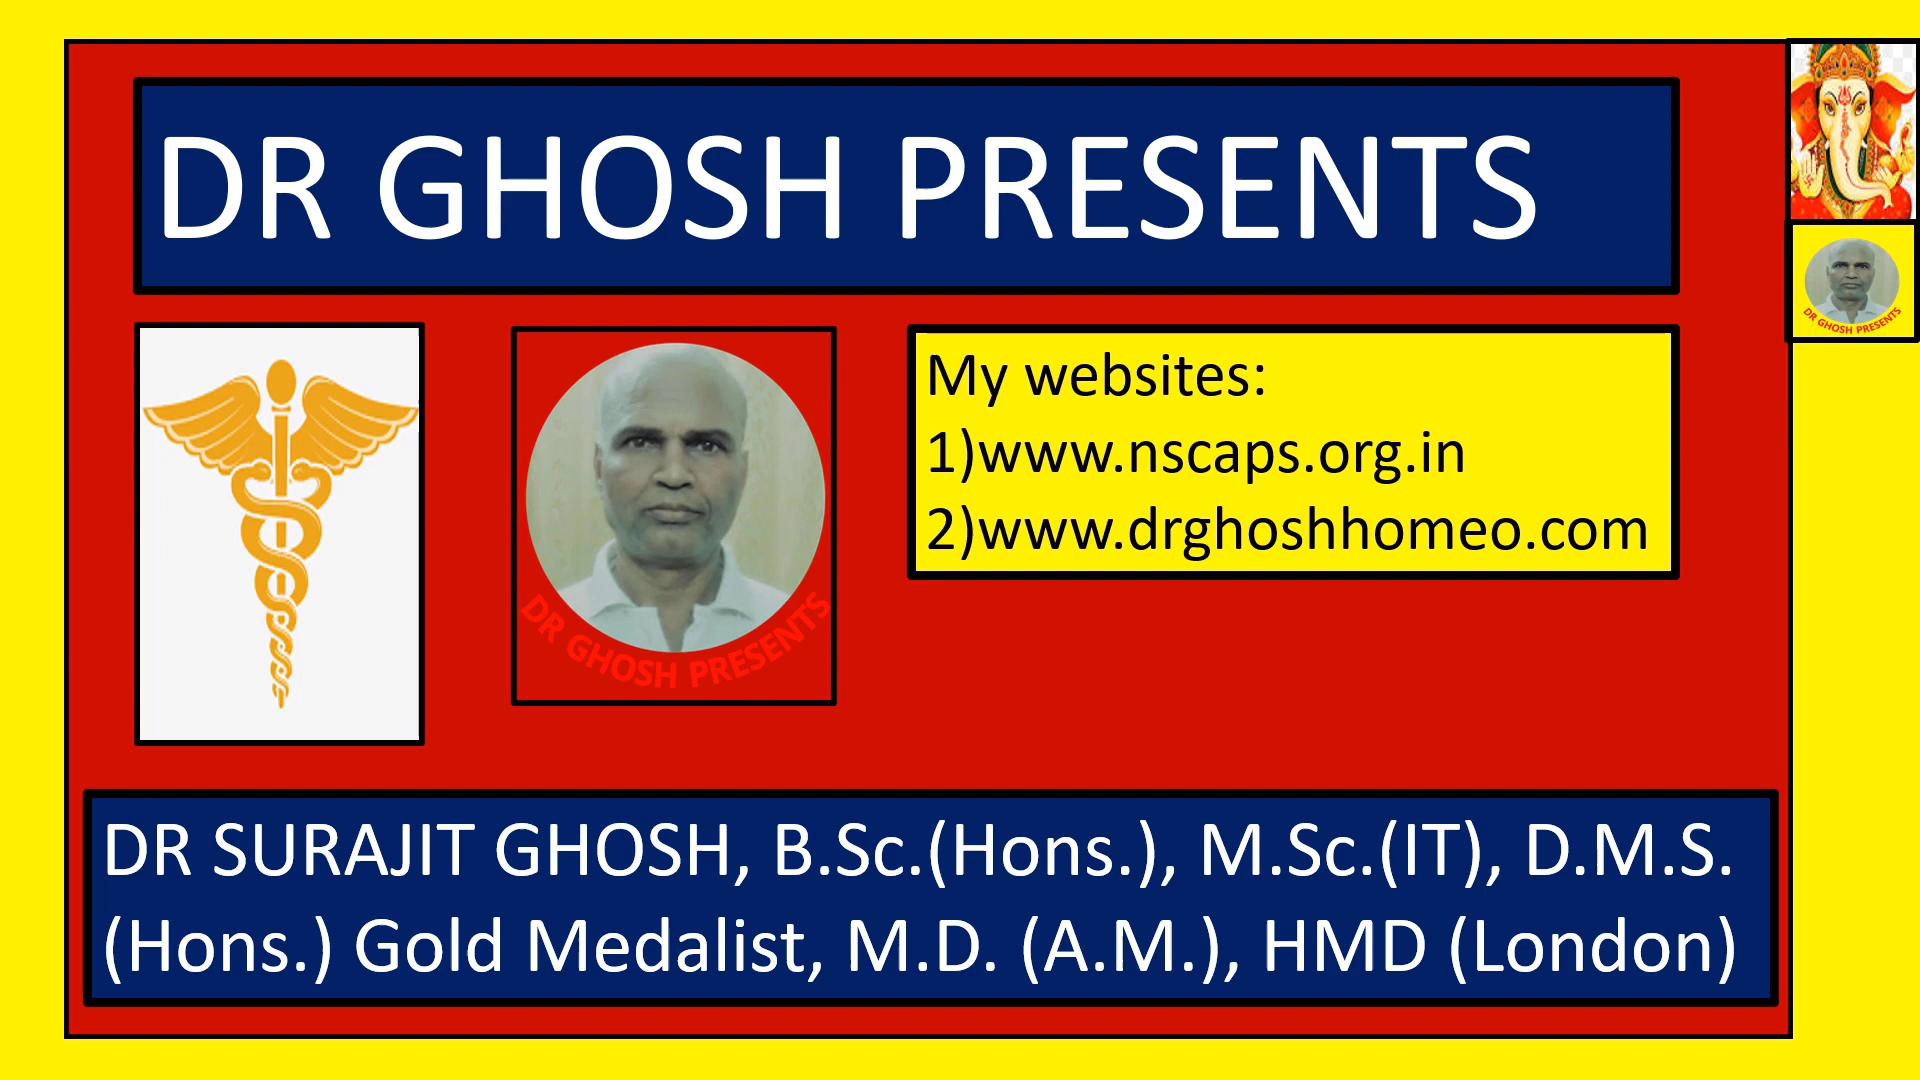 DR GHOSH PRESENTS
DR GHOSH PRESENTS
My websites:
1)www.nscaps.org.in
2)www.drghoshhomeo.com
DR GHOSH PRESENTS
DR SURAJIT GHOSH, B.Sc.(Hons.), M.Sc.(IT), D.M.S.
(Hons.) Gold Medalist, M.D. (A.M.), HMD (London)